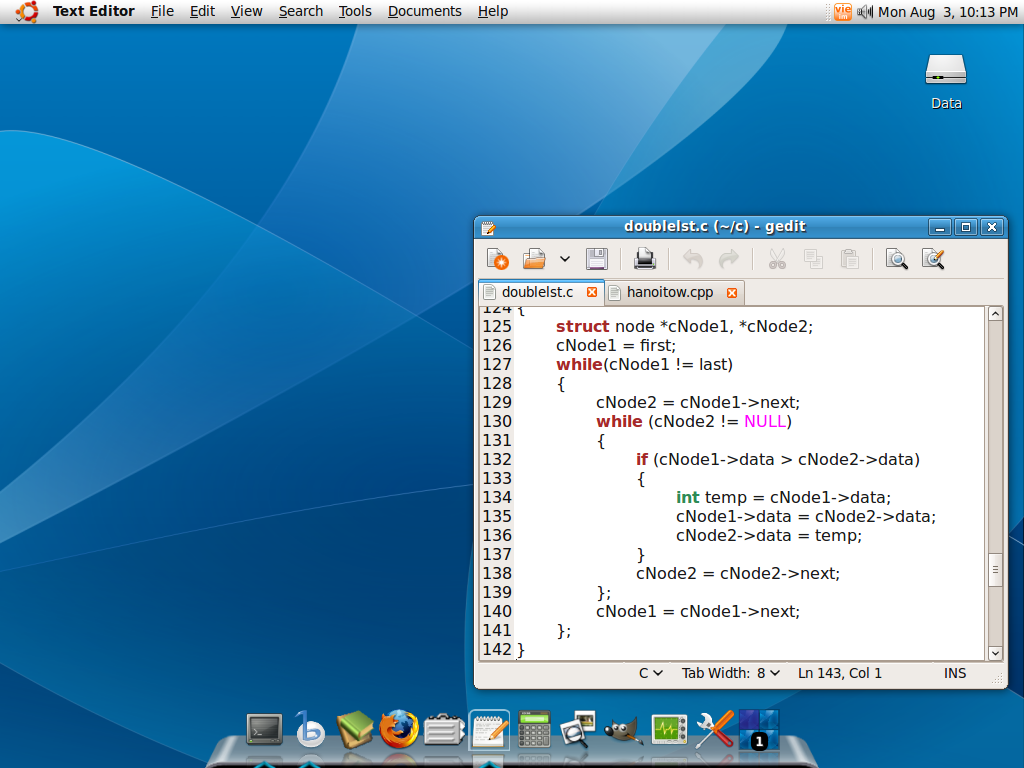 Text Editor File Edit View Search Tools Documents Help
vie
Mon Aug 3, 10:13 PM
Data
doublelst.c (~/c) - gedit
doublelst.c hanoitow.cpp
124 {
125 struct node *cNode1, *cNode2;
126 cNode1 = first;
127 while(cNode1 != last)
128 {
129 cNode2 = cNode1->next;
130 while (cNode2 != NULL)
131 {
132 if (cNode1->data > cNode2->data)
133 {
134 int temp = cNode1->data;
135 cNode1->data = cNode2->data;
136 cNode2->data = temp;
137 }
138 cNode2 = cNode2->next;
139 };
140 cNode1 = cNode1->next;
141 };
142 }
C Tab Width: 8 Ln 143, Col 1 INS
b
1